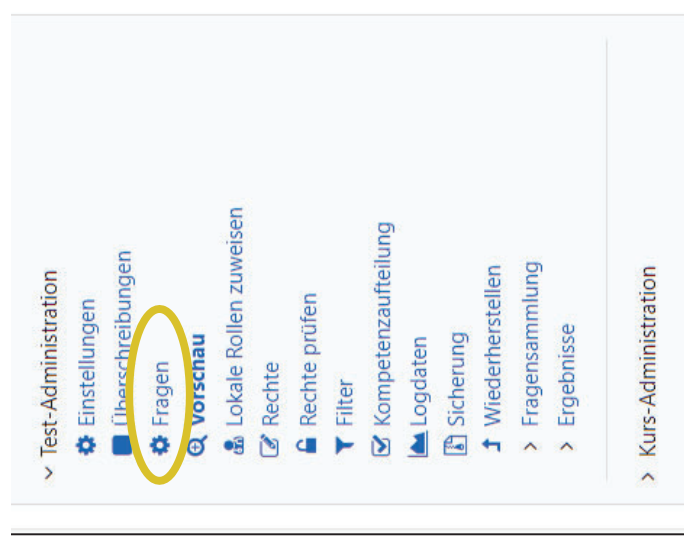 Test-Administration
Einstellungen
Überschreibungen
Fragen
Vorschau
Lokale Rollen zuweisen
Rechte
Rechte prüfen
Filter
Kompetenzaufteilung
Logdaten
Sicherung
Wiederherstellen
Fragensammlung
Ergebnisse
Kurs-Administration